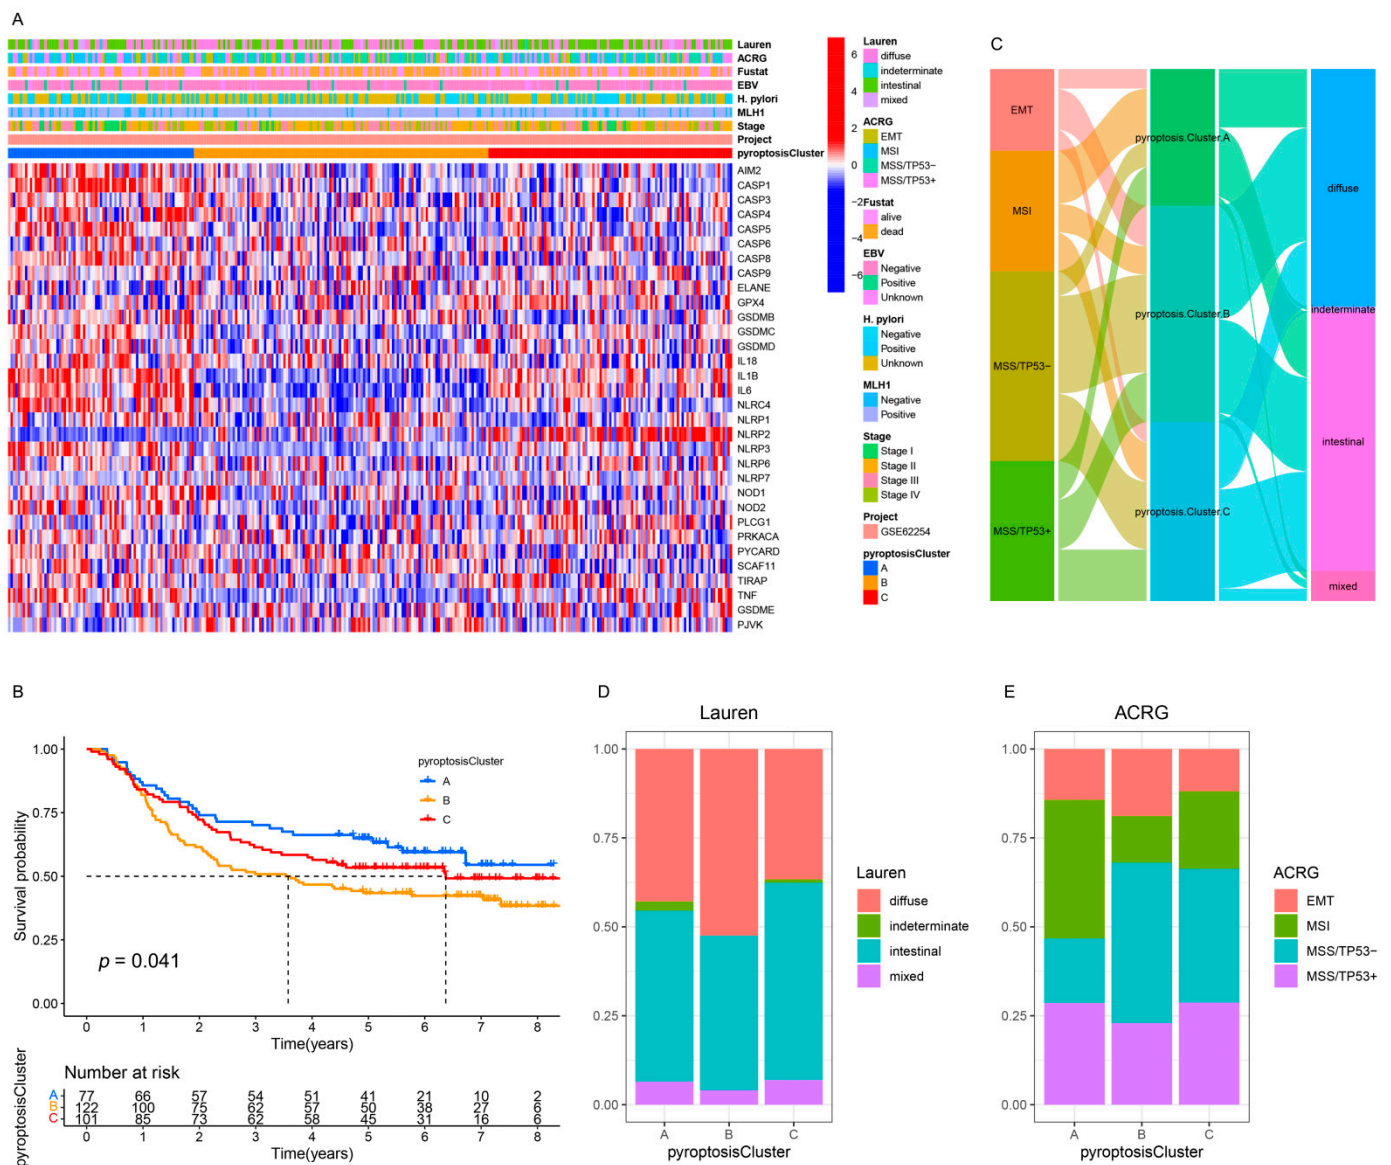 A
Lauren
ACRG
Fustat
EBV
H. pylori
MLH1
Stage
Project
pyroptosisCluster
AIM2
CASP1
CASP3
CASP4
CASP5
CASP6
CASP8
CASP9
ELANE
GPX4
GSDMB
GSDMC
GSDMD
IL18
IL1B
IL6
NLRC4
NLRP1
NLRP2
NLRP3
NLRP6
NLRP7
NOD1
NOD2
PLCG1
PRKACA
PYCARD
SCAF11
TIRAP
TNF
GSDME
PJVK
6
4
2
0
−2
−4
−6
Lauren
diffuse
indeterminate
intestinal
mixed
ACRG
EMT
MSI
MSS/TP53−
MSS/TP53+
Fustat
alive
dead
EBV
Negative
Positive
Unknown
H. pylori
Negative
Positive
Unknown
MLH1
Negative
Positive
Stage
Stage I
Stage II
Stage III
Stage IV
Project
GSE62254
pyroptosisCluster
A
B
C
C
EMT
MSI
MSS/TP53−
MSS/TP53+
pyroptosis.Cluster.A
pyroptosis.Cluster.B
pyroptosis.Cluster.C
diffuse
indeterminate
intestinal
mixed
B
Survival probability
1.00
0.75
0.50
0.25
0.00
pyroptosisCluster
A
B
C
p = 0.041
0 1 2 3 4 5 6 7 8
Time(years)
Number at risk
pyroptosisCluster
A 77 66 57 54 51 41 21 10 2
B 122 100 75 62 57 50 38 27 6
C 101 85 73 62 58 45 31 16 6
0 1 2 3 4 5 6 7 8
Time(years)
D
Lauren
1.00
0.75
0.50
0.25
0.00
A B C
pyroptosisCluster
Lauren
diffuse
indeterminate
intestinal
mixed
E
ACRG
1.00
0.75
0.50
0.25
0.00
A B C
pyroptosisCluster
ACRG
EMT
MSI
MSS/TP53−
MSS/TP53+